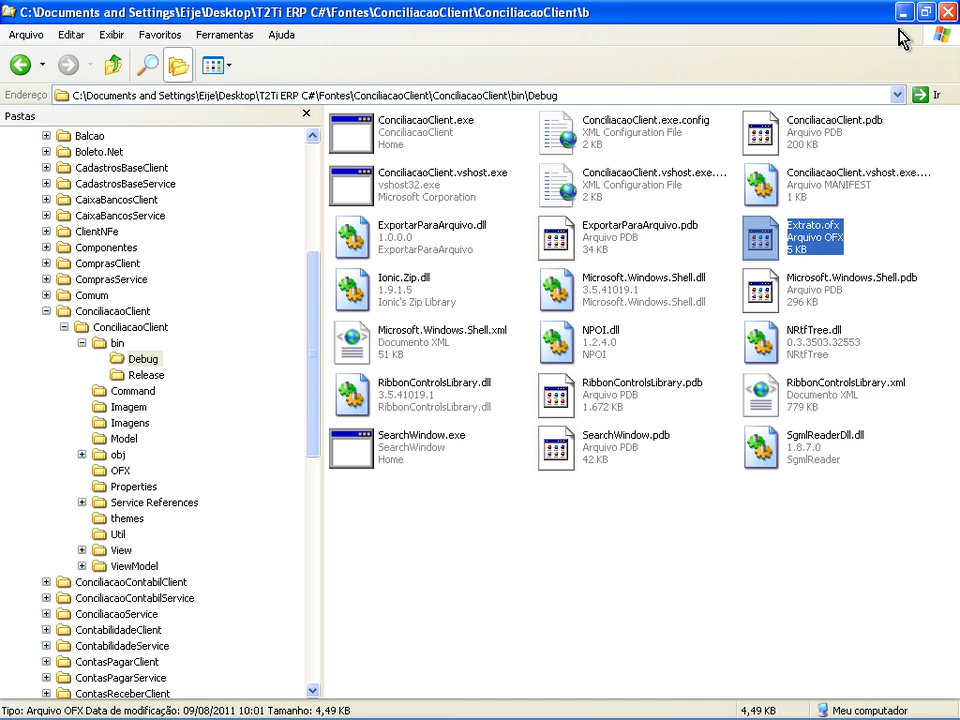 C:\Documents and Settings\Eije\Desktop\T2Ti ERP C#\Fontes\ConciliacaoClient\ConciliacaoClient\b
Arquivo Editar Exibir Favoritos Ferramentas Ajuda
Endereço C:\Documents and Settings\Eije\Desktop\T2Ti ERP C#\Fontes\ConciliacaoClient\ConciliacaoClient\bin\Debug Ir
Pastas
Balcao
Boleto.Net
CadastrosBaseClient
CadastrosBaseService
CaixaBancosClient
CaixaBancosService
ClientNFe
Componentes
ComprasClient
ComprasService
Comum
ConciliacaoClient
ConciliacaoClient
bin
Debug
Release
Command
Imagem
Imagens
Model
obj
OFX
Properties
Service References
themes
Util
View
ViewModel
ConciliacaoContabilClient
ConciliacaoContabilService
ConciliacaoService
ContabilidadeClient
ContabilidadeService
ContasPagarClient
ContasPagarService
ContasReceberClient
ConciliacaoClient.exe
ConciliacaoClient
Home
ConciliacaoClient.exe.config
XML Configuration File
2 KB
ConciliacaoClient.pdb
Arquivo PDB
200 KB
ConciliacaoClient.vshost.exe
vshost32.exe
Microsoft Corporation
ConciliacaoClient.vshost.exe....
XML Configuration File
2 KB
ConciliacaoClient.vshost.exe....
Arquivo MANIFEST
1 KB
ExportarParaArquivo.dll
1.0.0.0
ExportarParaArquivo
ExportarParaArquivo.pdb
Arquivo PDB
34 KB
Extrato.ofx
Arquivo OFX
5 KB
Ionic.Zip.dll
1.9.1.5
Ionic's Zip Library
Microsoft.Windows.Shell.dll
3.5.41019.1
Microsoft.Windows.Shell.dll
Microsoft.Windows.Shell.pdb
Arquivo PDB
296 KB
Microsoft.Windows.Shell.xml
Documento XML
51 KB
NPOI.dll
1.2.4.0
NPOI
NRtfTree.dll
0.3.3503.32553
NRtfTree
RibbonControlsLibrary.dll
3.5.41019.1
RibbonControlsLibrary.dll
RibbonControlsLibrary.pdb
Arquivo PDB
1.672 KB
RibbonControlsLibrary.xml
Documento XML
779 KB
SearchWindow.exe
SearchWindow
Home
SearchWindow.pdb
Arquivo PDB
42 KB
SgmlReaderDll.dll
1.8.7.0
SgmlReader
Tipo: Arquivo OFX Data de modificação: 09/08/2011 10:01 Tamanho: 4,49 KB 4,49 KB Meu computador